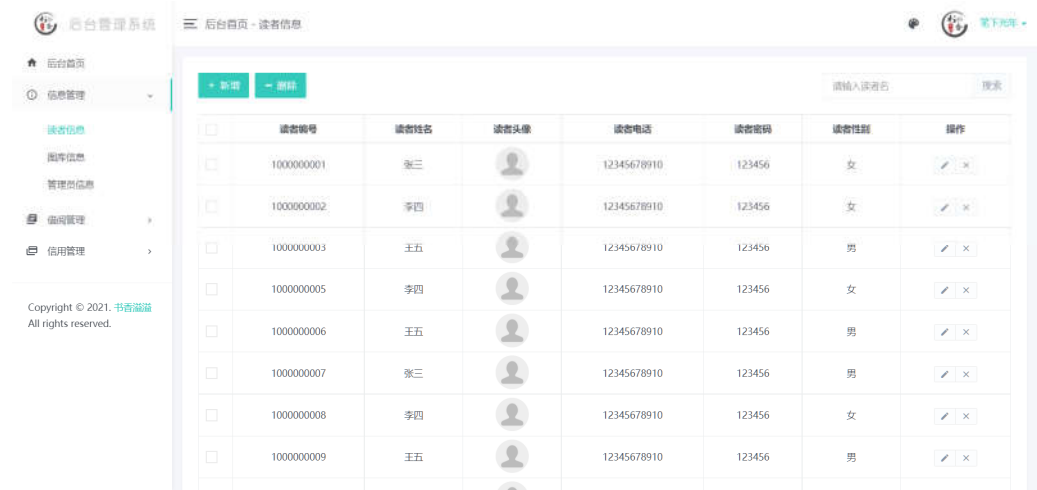 后台管理系统
后台首页 - 读者信息
笔下光年
后台首页
信息管理
读者信息
图库信息
管理员信息
借阅管理
信用管理
Copyright © 2021. 书香滋滋
All rights reserved.
+ 新增 － 删除
请输入读者名 搜索
读者编号 读者姓名 读者头像 读者电话 读者密码 读者性别 操作
1000000001 张三 12345678910 123456 女
1000000002 李四 12345678910 123456 女
1000000003 王五 12345678910 123456 男
1000000005 李四 12345678910 123456 女
1000000006 王五 12345678910 123456 男
1000000007 张三 12345678910 123456 男
1000000008 李四 12345678910 123456 女
1000000009 王五 12345678910 123456 男